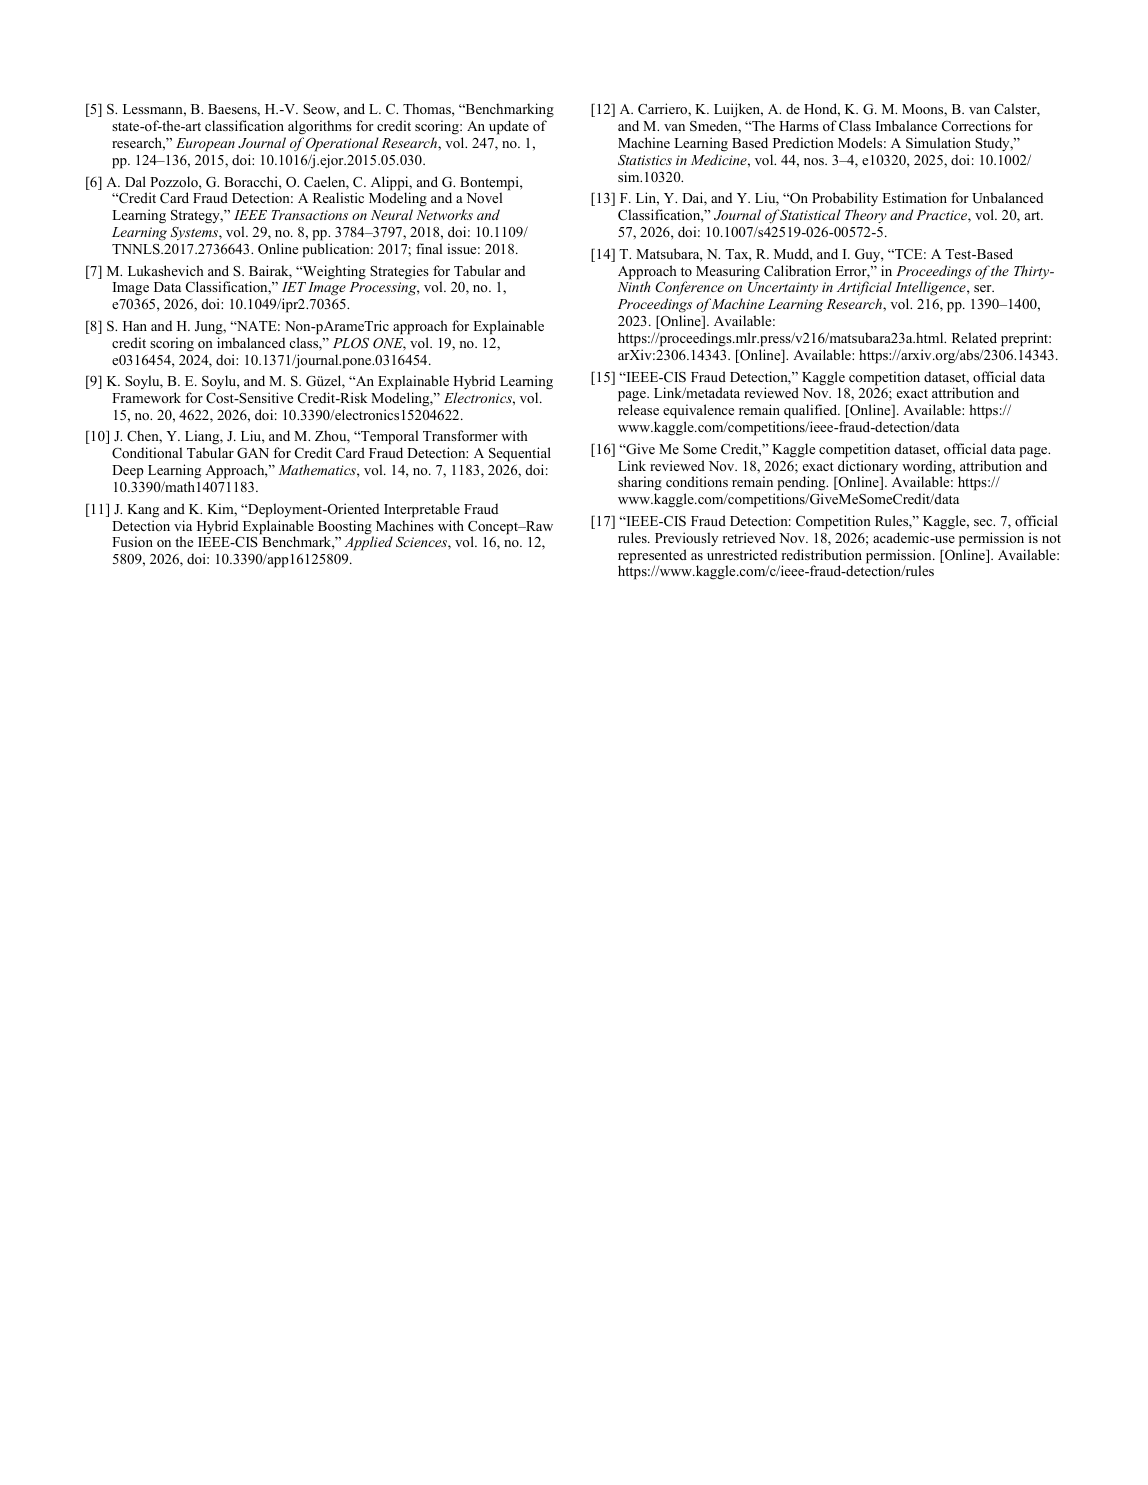 [5] S. Lessmann, B. Baesens, H.-V. Seow, and L. C. Thomas, “Benchmarking
state-of-the-art classification algorithms for credit scoring: An update of
research,” European Journal of Operational Research, vol. 247, no. 1,
pp. 124–136, 2015, doi: 10.1016/j.ejor.2015.05.030.
[6] A. Dal Pozzolo, G. Boracchi, O. Caelen, C. Alippi, and G. Bontempi,
“Credit Card Fraud Detection: A Realistic Modeling and a Novel
Learning Strategy,” IEEE Transactions on Neural Networks and
Learning Systems, vol. 29, no. 8, pp. 3784–3797, 2018, doi: 10.1109/
TNNLS.2017.2736643. Online publication: 2017; final issue: 2018.
[7] M. Lukashevich and S. Bairak, “Weighting Strategies for Tabular and
Image Data Classification,” IET Image Processing, vol. 20, no. 1,
e70365, 2026, doi: 10.1049/ipr2.70365.
[8] S. Han and H. Jung, “NATE: Non-pArameTric approach for Explainable
credit scoring on imbalanced class,” PLOS ONE, vol. 19, no. 12,
e0316454, 2024, doi: 10.1371/journal.pone.0316454.
[9] K. Soylu, B. E. Soylu, and M. S. Güzel, “An Explainable Hybrid Learning
Framework for Cost-Sensitive Credit-Risk Modeling,” Electronics, vol.
15, no. 20, 4622, 2026, doi: 10.3390/electronics15204622.
[10] J. Chen, Y. Liang, J. Liu, and M. Zhou, “Temporal Transformer with
Conditional Tabular GAN for Credit Card Fraud Detection: A Sequential
Deep Learning Approach,” Mathematics, vol. 14, no. 7, 1183, 2026, doi:
10.3390/math14071183.
[11] J. Kang and K. Kim, “Deployment-Oriented Interpretable Fraud
Detection via Hybrid Explainable Boosting Machines with Concept–Raw
Fusion on the IEEE-CIS Benchmark,” Applied Sciences, vol. 16, no. 12,
5809, 2026, doi: 10.3390/app16125809.
[12] A. Carriero, K. Luijken, A. de Hond, K. G. M. Moons, B. van Calster,
and M. van Smeden, “The Harms of Class Imbalance Corrections for
Machine Learning Based Prediction Models: A Simulation Study,”
Statistics in Medicine, vol. 44, nos. 3–4, e10320, 2025, doi: 10.1002/
sim.10320.
[13] F. Lin, Y. Dai, and Y. Liu, “On Probability Estimation for Unbalanced
Classification,” Journal of Statistical Theory and Practice, vol. 20, art.
57, 2026, doi: 10.1007/s42519-026-00572-5.
[14] T. Matsubara, N. Tax, R. Mudd, and I. Guy, “TCE: A Test-Based
Approach to Measuring Calibration Error,” in Proceedings of the Thirty-
Ninth Conference on Uncertainty in Artificial Intelligence, ser.
Proceedings of Machine Learning Research, vol. 216, pp. 1390–1400,
2023. [Online]. Available:
https://proceedings.mlr.press/v216/matsubara23a.html. Related preprint:
arXiv:2306.14343. [Online]. Available: https://arxiv.org/abs/2306.14343.
[15] “IEEE-CIS Fraud Detection,” Kaggle competition dataset, official data
page. Link/metadata reviewed Nov. 18, 2026; exact attribution and
release equivalence remain qualified. [Online]. Available: https://
www.kaggle.com/competitions/ieee-fraud-detection/data
[16] “Give Me Some Credit,” Kaggle competition dataset, official data page.
Link reviewed Nov. 18, 2026; exact dictionary wording, attribution and
sharing conditions remain pending. [Online]. Available: https://
www.kaggle.com/competitions/GiveMeSomeCredit/data
[17] “IEEE-CIS Fraud Detection: Competition Rules,” Kaggle, sec. 7, official
rules. Previously retrieved Nov. 18, 2026; academic-use permission is not
represented as unrestricted redistribution permission. [Online]. Available:
https://www.kaggle.com/c/ieee-fraud-detection/rules